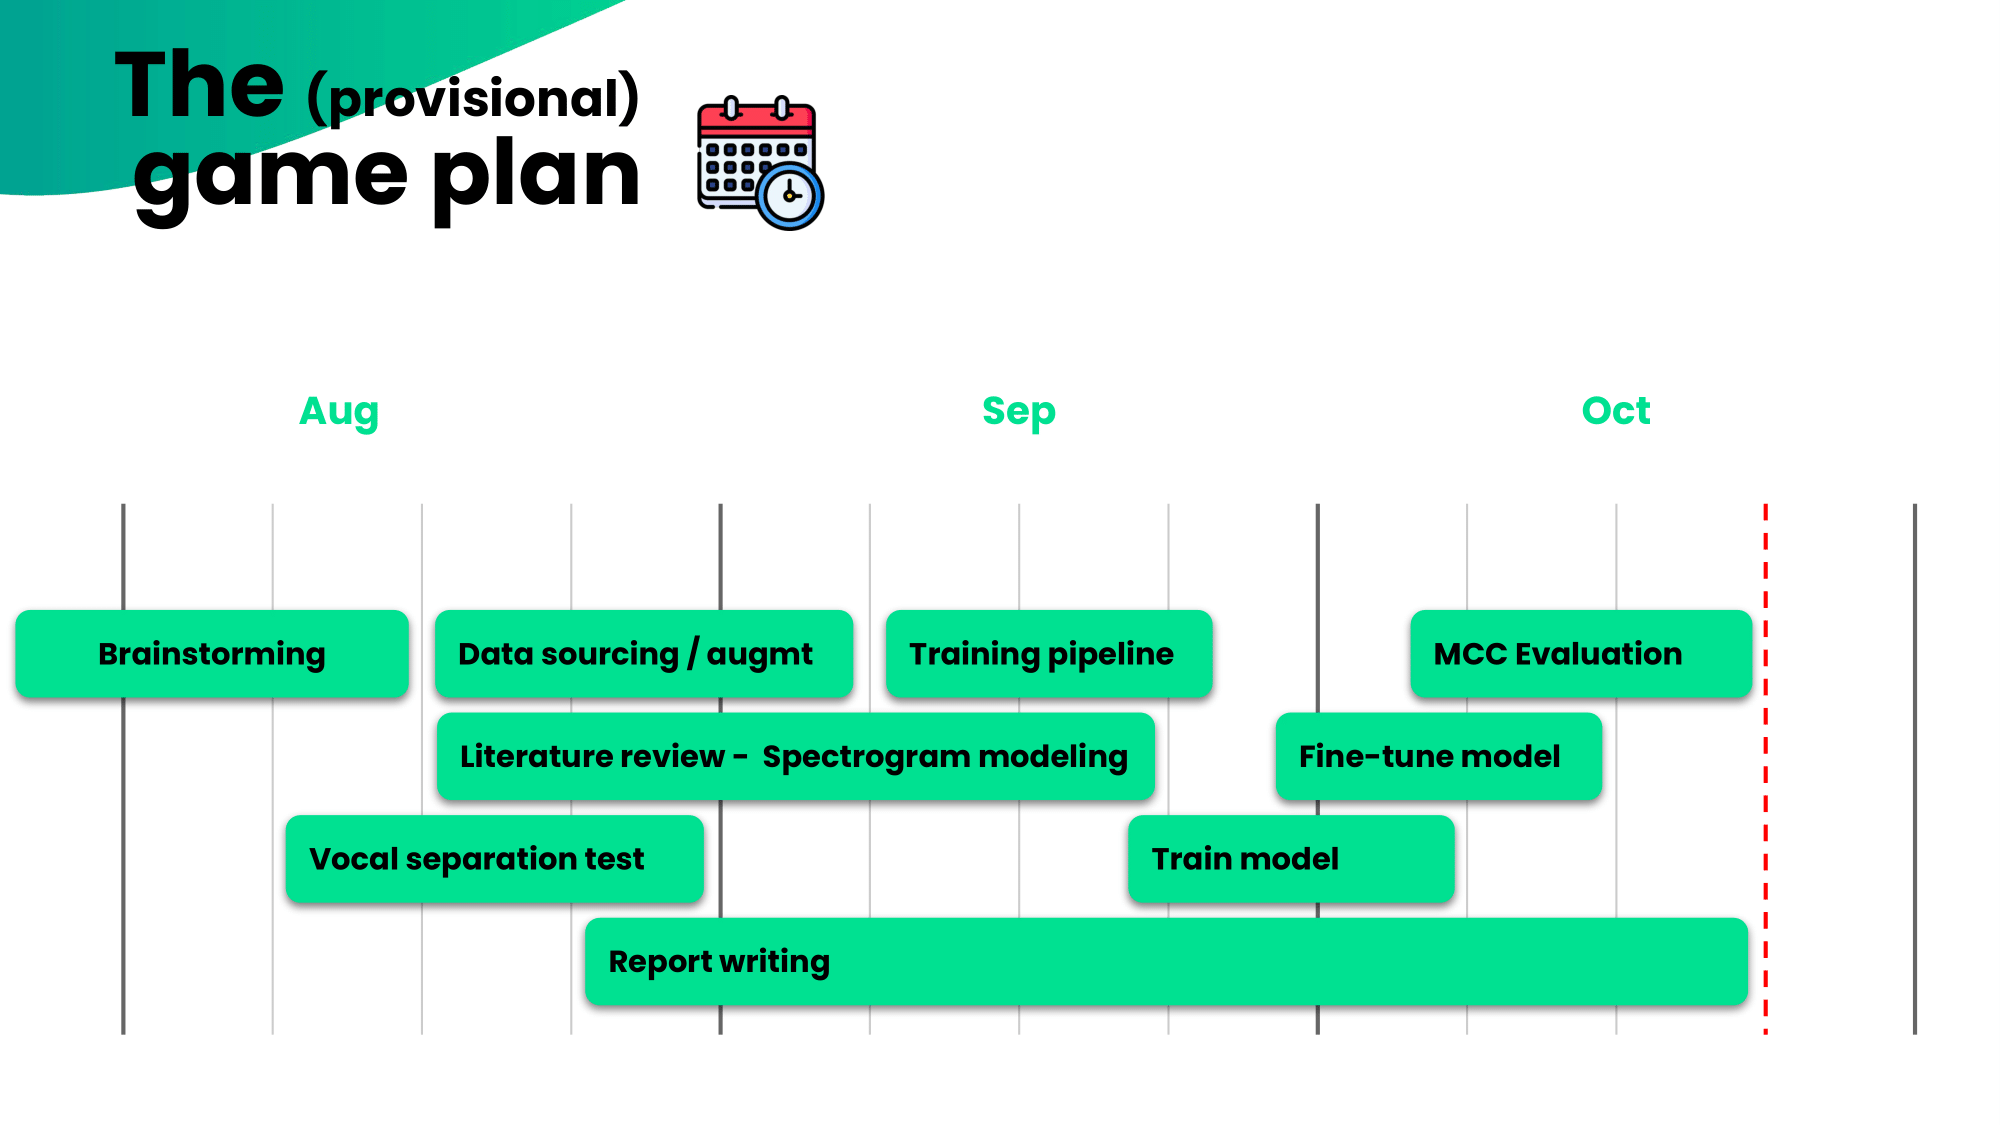 The (provisional)
game plan
Aug
Sep
Oct
Brainstorming
Data sourcing / augmt
Training pipeline
MCC Evaluation
Literature review - Spectrogram modeling
Fine-tune model
Vocal separation test
Train model
Report writing